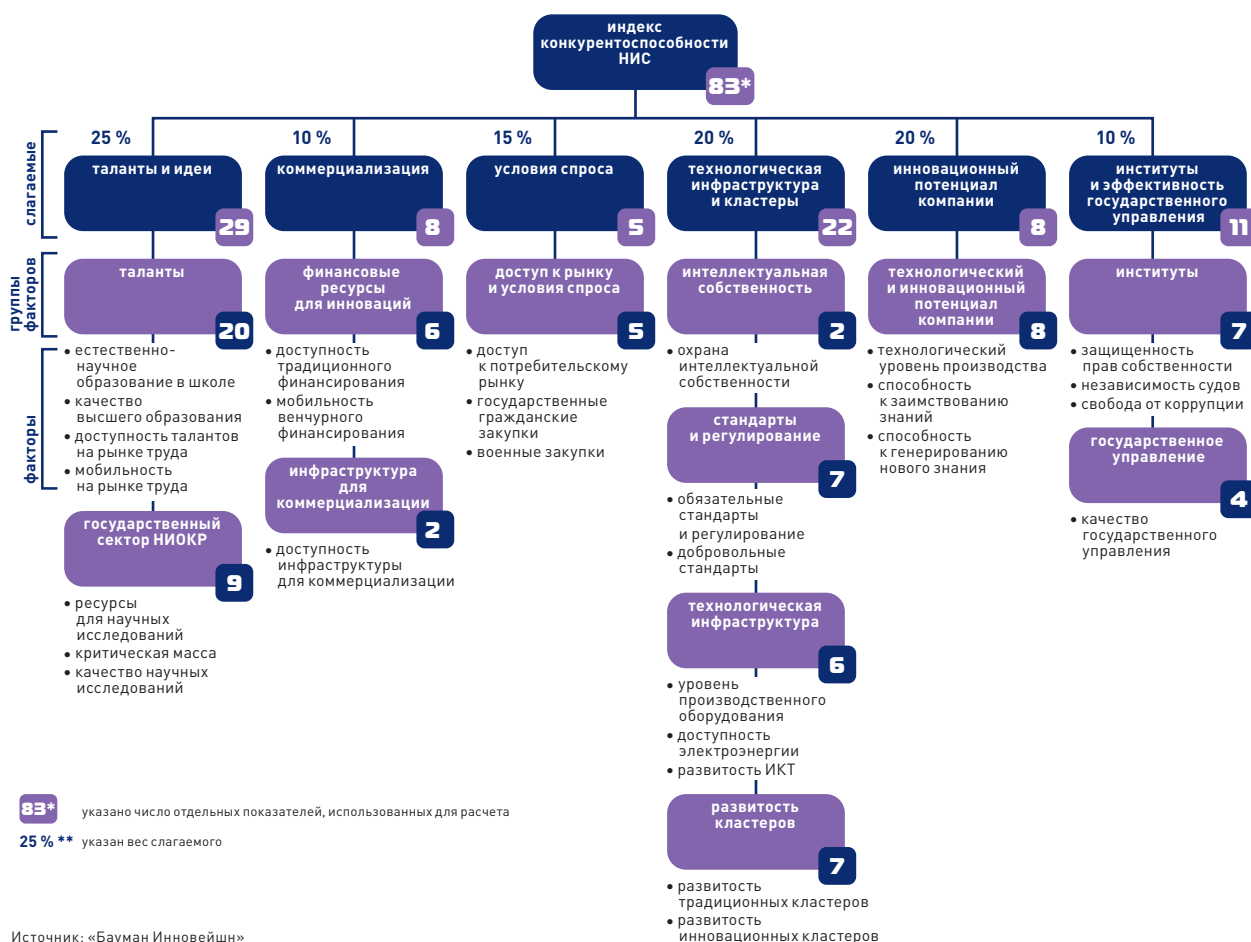 индекс
конкурентоспособности
НИС
83*
25 %
10 %
15 %
20 %
20 %
10 %
слагаемые
таланты и идеи
29
коммерциализация
8
условия спроса
5
технологическая
инфраструктура
и кластеры
22
инновационный
потенциал
компании
8
институты
и эффективность
государственного
управления
11
группы
факторов
таланты
20
финансовые
ресурсы
для инноваций
6
доступ к рынку
и условия спроса
5
интеллектуальная
собственность
2
технологический
и инновационный
потенциал
компании
8
институты
7
факторы
• естественно-
научное
образование в школе
• качество
высшего образования
• доступность талантов
на рынке труда
• мобильность
на рынке труда
государственный
сектор НИОКР
9
• ресурсы
для научных
исследований
• критическая масса
• качество научных
исследований
• доступность
традиционного
финансирования
• мобильность
венчурного
финансирования
инфраструктура
для
коммерциализации
2
• доступность
инфраструктуры
для коммерциализации
• доступ
к потребительскому
рынку
• государственные
гражданские
закупки
• военные закупки
• охрана
интеллектуальной
собственности
стандарты
и регулирование
7
• обязательные
стандарты
и регулирование
• добровольные
стандарты
технологическая
инфраструктура
6
• уровень
производственного
оборудования
• доступность
электроэнергии
• развитость ИКТ
развитость
кластеров
7
• развитость
традиционных кластеров
• развитость
инновационных кластеров
• технологический
уровень производства
• способность
к заимствованию
знаний
• способность
к генерированию
нового знания
• защищенность
прав собственности
• независимость судов
• свобода от коррупции
государственное
управление
4
• качество
государственного
управления
83* указано число отдельных показателей, использованных для расчета
25 % ** указан вес слагаемого
Источник: «Бауман Инновейшн»